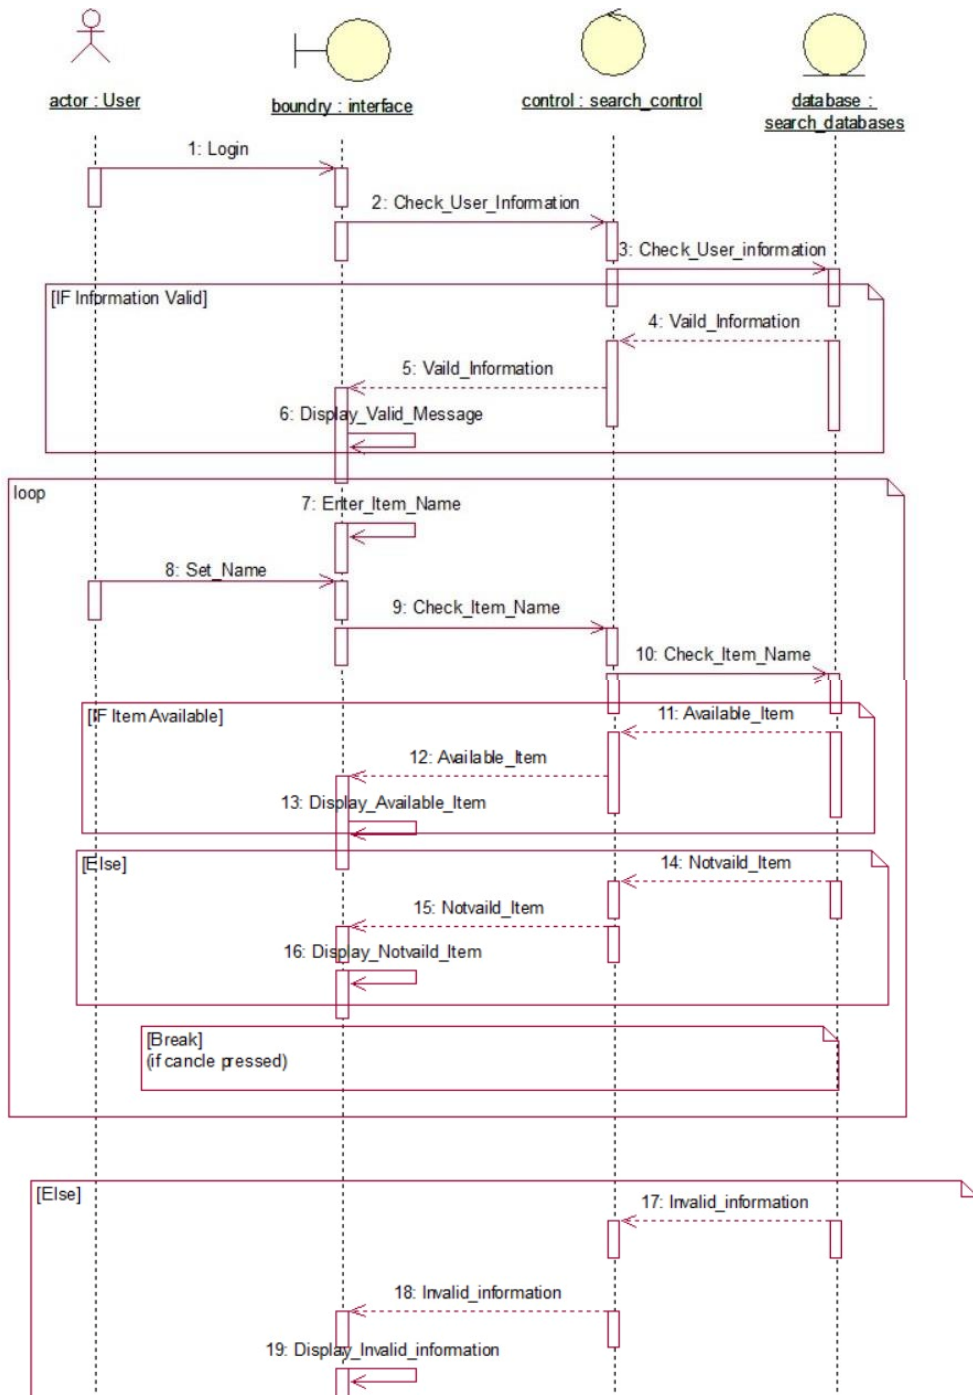 actor : User
boundry : interface
control : search_control
database :
search_databases
1: Login
2: Check_User_Information
3: Check_User_information
[IF Information Valid]
4: Vaild_Information
5: Vaild_Information
6: Display_Valid_Message
loop
7: Enter_Item_Name
8: Set_Name
9: Check_Item_Name
10: Check_Item_Name
[IF Item Available]
11: Available_Item
12: Available_Item
13: Display_Available_Item
[Else]
14: Notvaild_Item
15: Notvaild_Item
16: Display_Notvaild_Item
[Break]
(if cancle pressed)
[Else]
17: Invalid_information
18: Invalid_information
19: Display_Invalid_information